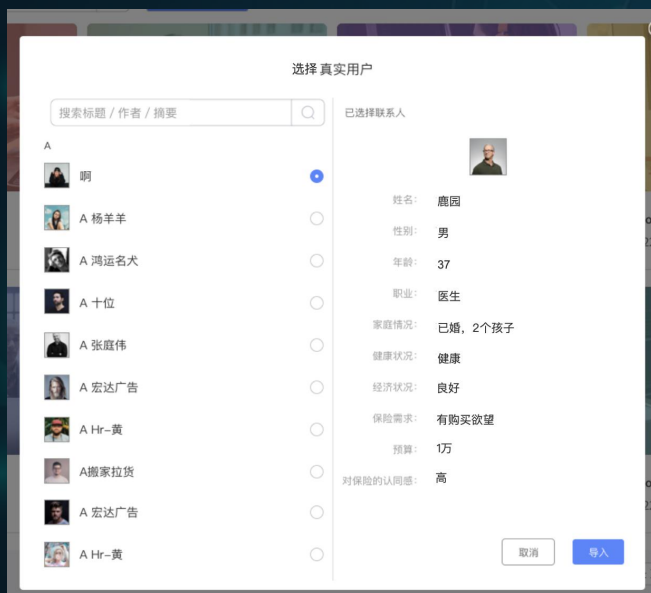 选择 真实用户
搜索标题 / 作者 / 摘要
A
啊
A 杨羊羊
A 鸿运名犬
A 十位
A 张庭伟
A 宏达广告
A Hr-黄
A搬家拉货
A 宏达广告
A Hr-黄
已选择联系人
姓名： 鹿园
性别： 男
年龄： 37
职业： 医生
家庭情况： 已婚，2个孩子
健康状况： 健康
经济状况： 良好
保险需求： 有购买欲望
预算： 1万
对保险的认同感： 高
取消 导入